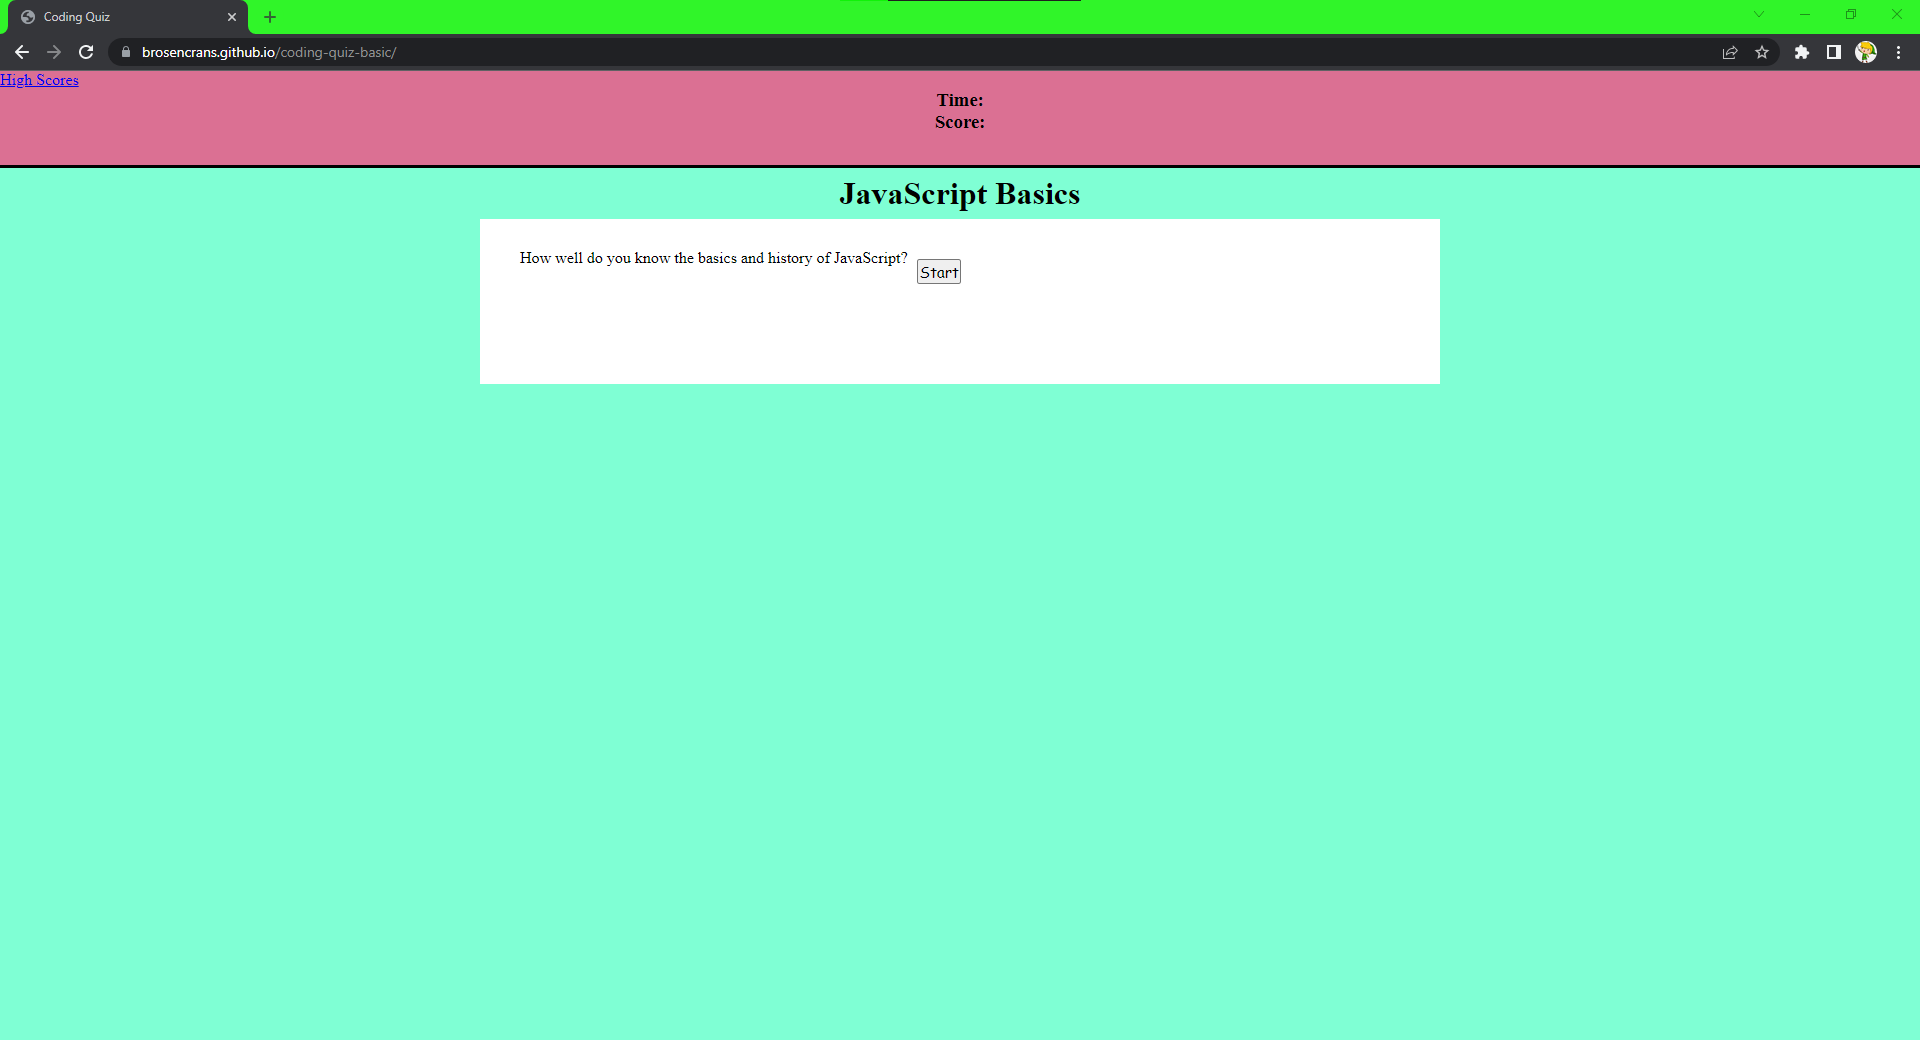 Coding Quiz
brosencrans.github.io/coding-quiz-basic/
High Scores
Time:
Score:
JavaScript Basics
How well do you know the basics and history of JavaScript?
Start